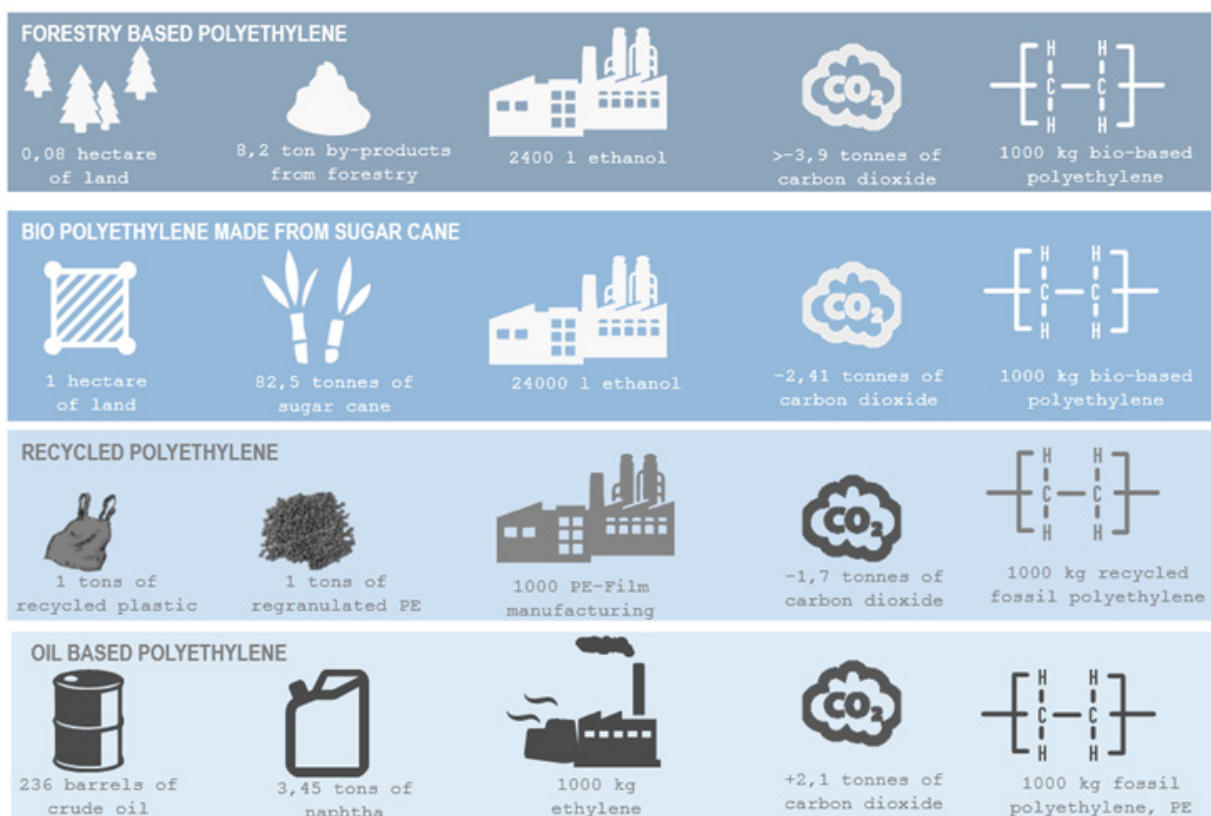 FORESTRY BASED POLYETHYLENE
CO2
H H
C C
H H
0,08 hectare
of land
8,2 ton by-products
from forestry
2400 l ethanol
>-3,9 tonnes of
carbon dioxide
1000 kg bio-based
polyethylene
BIO POLYETHYLENE MADE FROM SUGAR CANE
CO2
H H
C C
H H
1 hectare
of land
82,5 tonnes of
sugar cane
24000 l ethanol
-2,41 tonnes of
carbon dioxide
1000 kg bio-based
polyethylene
RECYCLED POLYETHYLENE
CO2
H H
C C
H H
1 tons of
recycled plastic
1 tons of
regranulated PE
1000 PE-Film
manufacturing
-1,7 tonnes of
carbon dioxide
1000 kg recycled
fossil polyethylene
OIL BASED POLYETHYLENE
CO2
H H
C C
H H
236 barrels of
crude oil
3,45 tons of
naphtha
1000 kg
ethylene
+2,1 tonnes of
carbon dioxide
1000 kg fossil
polyethylene, PE